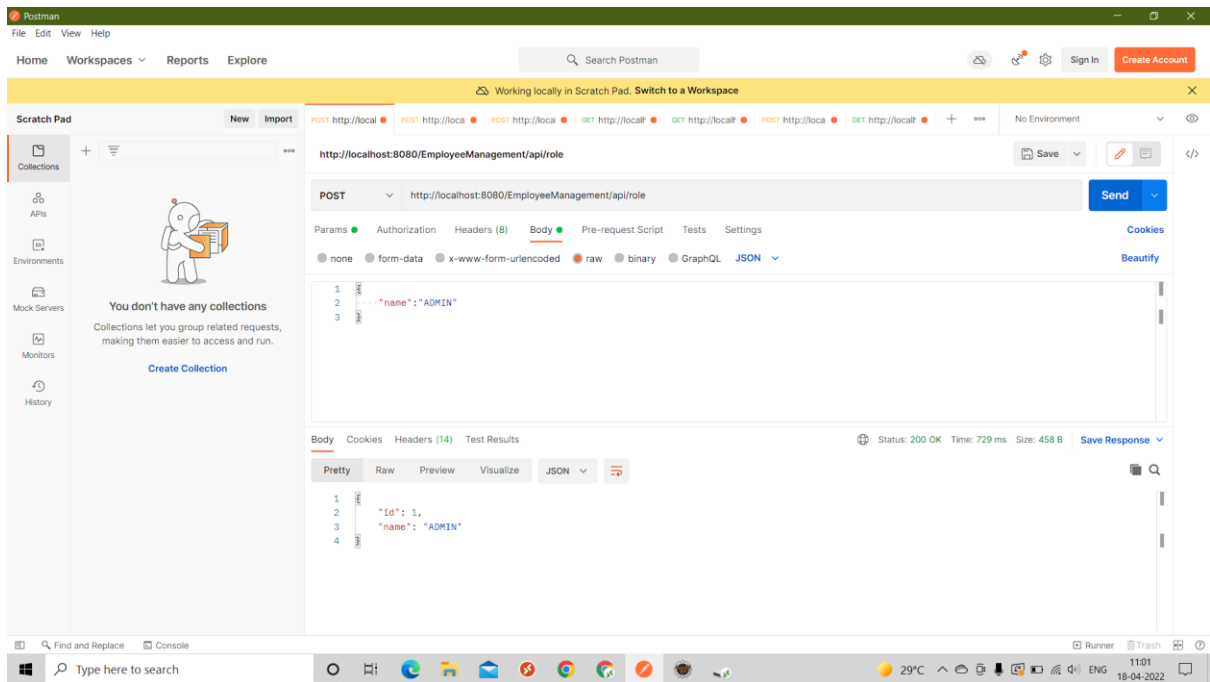 Postman
File Edit View Help
Home Workspaces Reports Explore
Search Postman
Sign In
Create Account
Working locally in Scratch Pad. Switch to a Workspace
Scratch Pad New Import
POST http://local POST http://loca POST http://local GET http://localh GET http://localh POST http://loca GET http://localh
No Environment
Collections
http://localhost:8080/EmployeeManagement/api/role
Save
APIs
POST http://localhost:8080/EmployeeManagement/api/role
Send
Params Authorization Headers (8) Body Pre-request Script Tests Settings
Cookies
Environments
none form-data x-www-form-urlencoded raw binary GraphQL JSON
Beautify
1 {
2 ····"name":"ADMIN"
3 }
Mock Servers
You don't have any collections
Collections let you group related requests,
making them easier to access and run.
Create Collection
Monitors
History
Body Cookies Headers (14) Test Results
Status: 200 OK Time: 729 ms Size: 458 B Save Response
Pretty Raw Preview Visualize JSON
1 {
2 "id": 1,
3 "name": "ADMIN"
4 }
Find and Replace Console
Runner Trash
Type here to search
29°C
ENG
11:01
18-04-2022